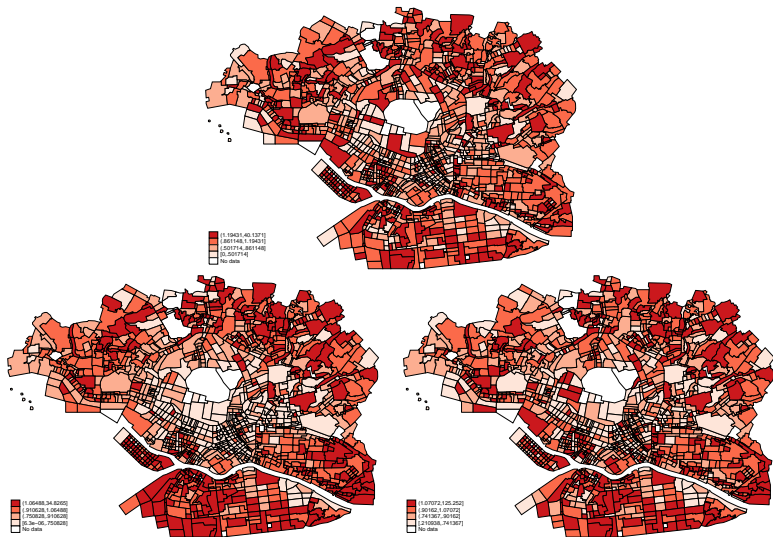 (1.19431,40.1371]
(.861148,1.19431]
(.501714,.861148]
[0,.501714]
No data
(1.06488,34.8265]
(.910628,1.06488]
(.750828,.910628]
[6.3e-06,.750828]
No data
(1.07072,125.252]
(.90162,1.07072]
(.741367,.90162]
[.210938,.741367]
No data